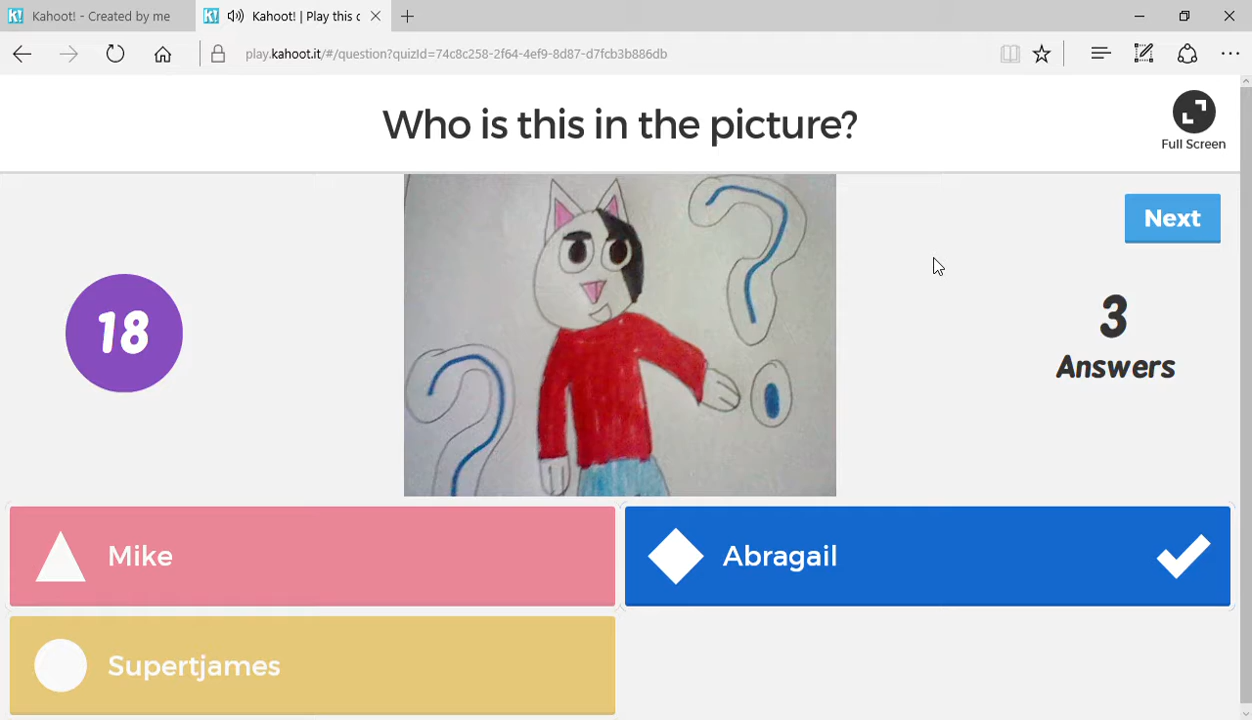 Kahoot! - Created by me
Kahoot! | Play this
play.kahoot.it/#/question?quizId=74c8c258-2f64-4ef9-8d87-d7fcb3b886db
Who is this in the picture?
Full Screen
Next
18
3
Answers
? ?
Mike
Abragail
Supertjames